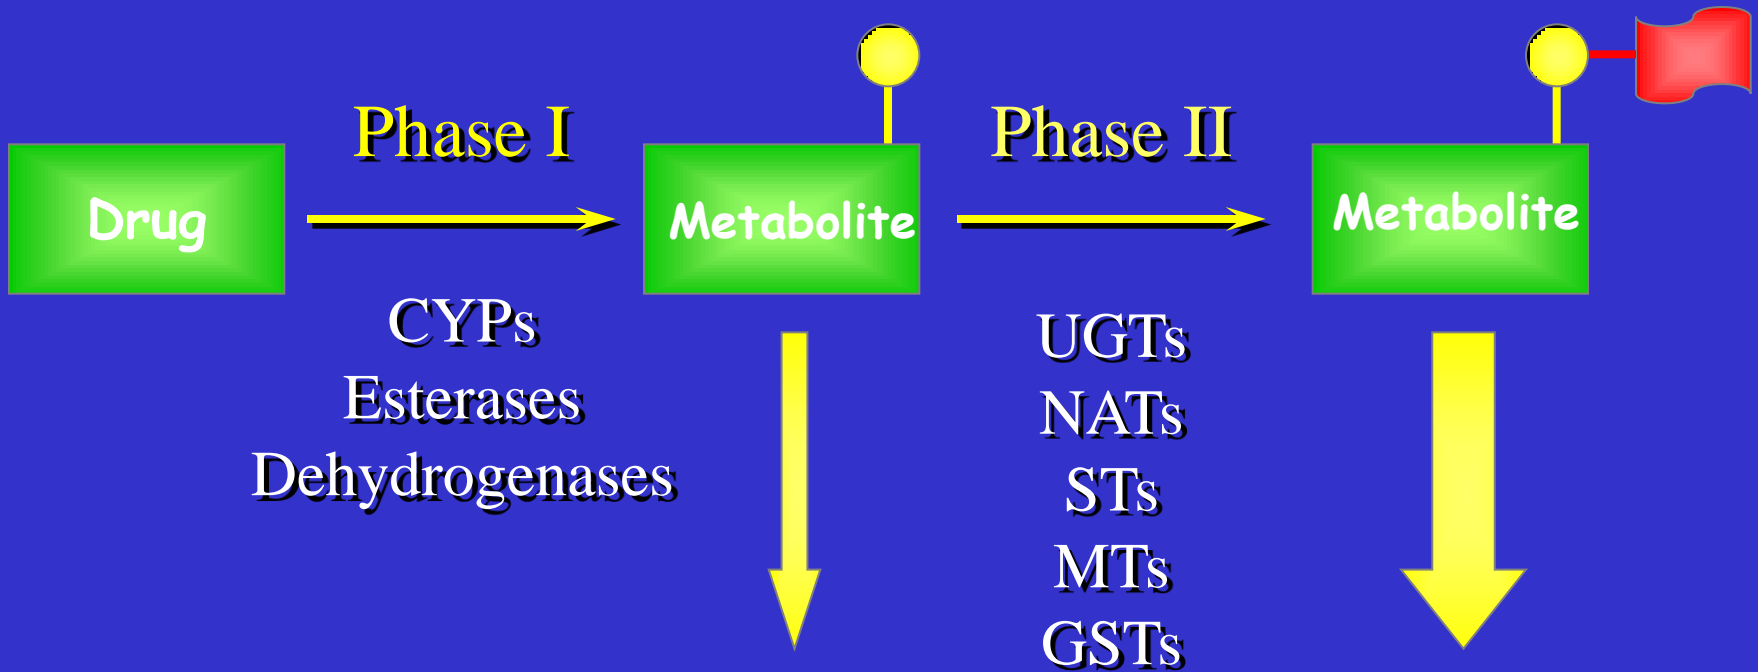 Phase I
Phase II
Drug
Metabolite
Metabolite
CYPs
Esterases
Dehydrogenases
UGTs
NATs
STs
MTs
GSTs